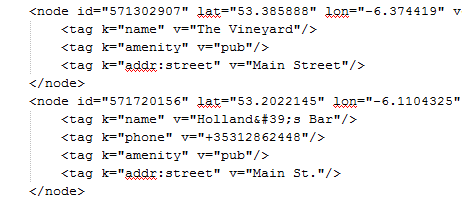 <node id="571302907" lat="53.385888" lon="-6.374419" v
<tag k="name" v="The Vineyard"/>
<tag k="amenity" v="pub"/>
<tag k="addr:street" v="Main Street"/>
</node>
<node id="571720156" lat="53.2022145" lon="-6.1104325"
<tag k="name" v="Holland&#39;s Bar"/>
<tag k="phone" v="+35312862448"/>
<tag k="amenity" v="pub"/>
<tag k="addr:street" v="Main St."/>
</node>